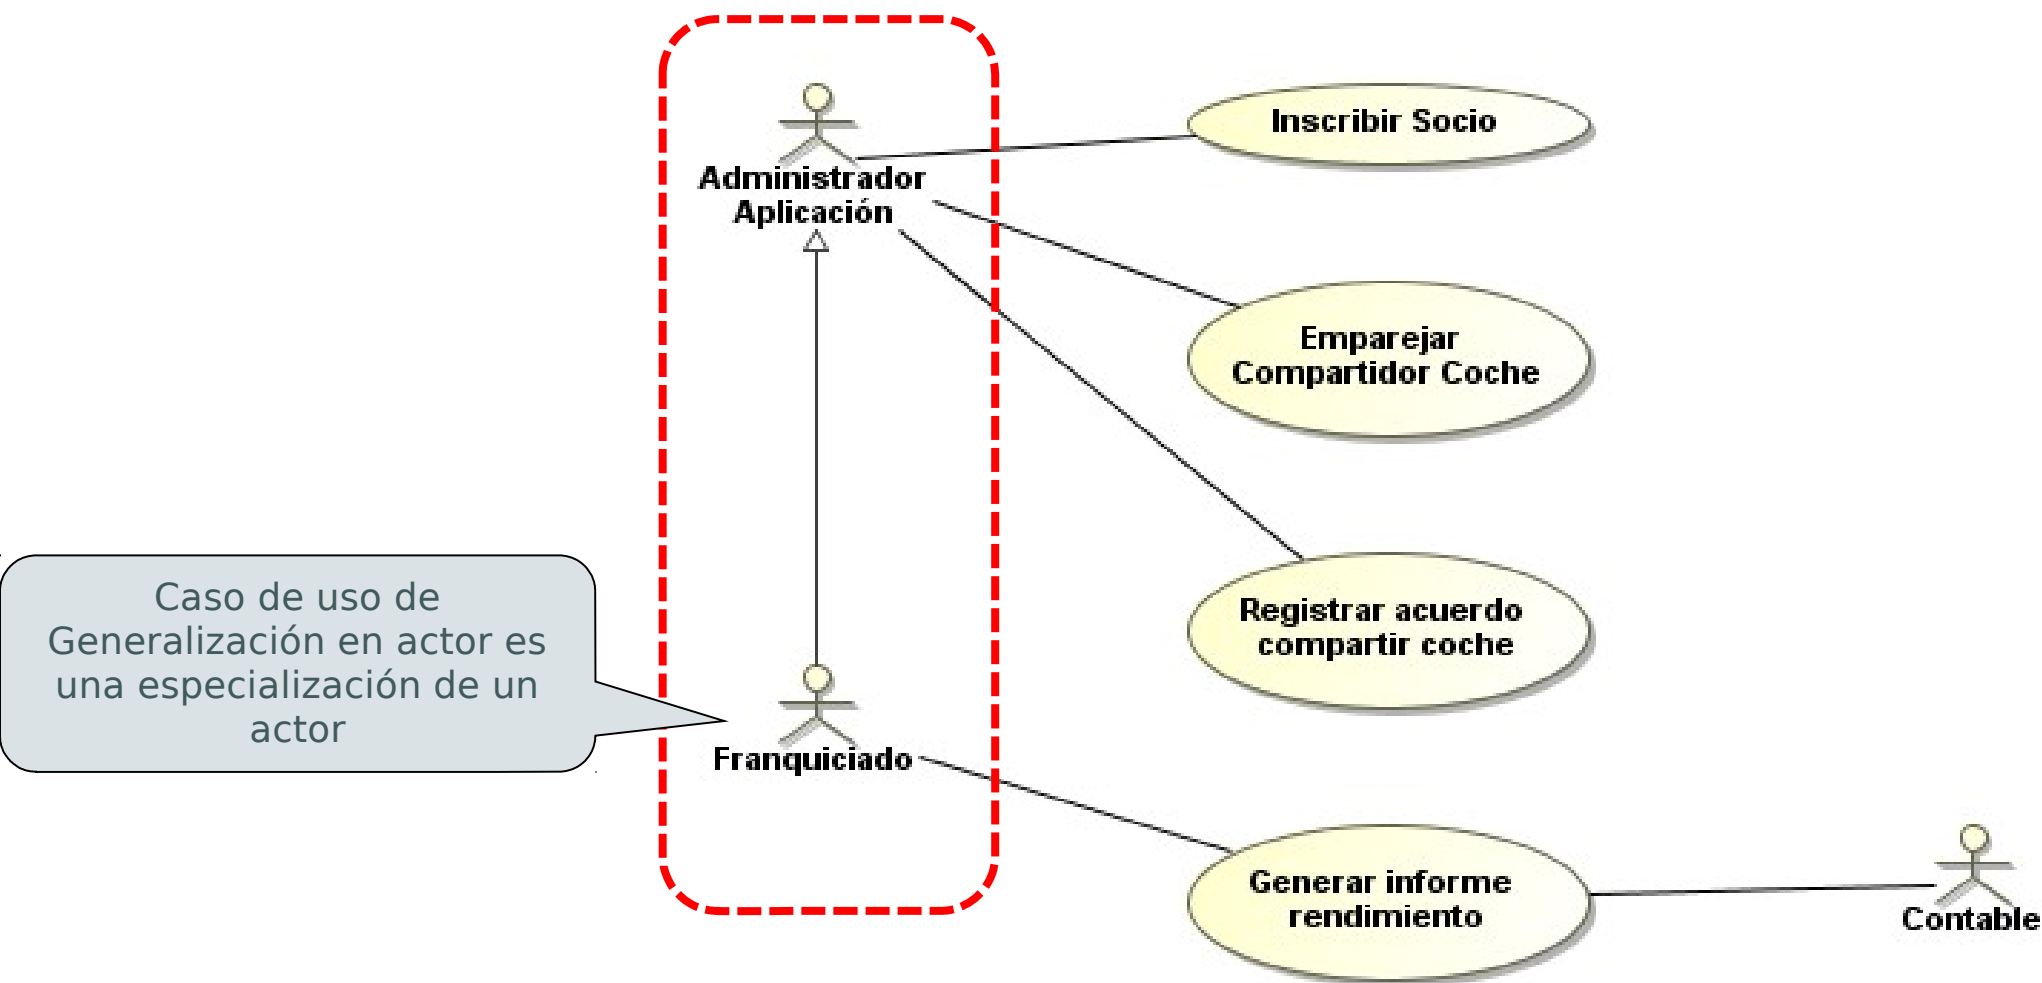 Inscribir Socio
Administrador
Aplicación
Emparejar
Compartidor Coche
Caso de uso de
Generalización en actor es
una especialización de un
actor
Registrar acuerdo
compartir coche
Franquiciado
Generar informe
rendimiento
Contable